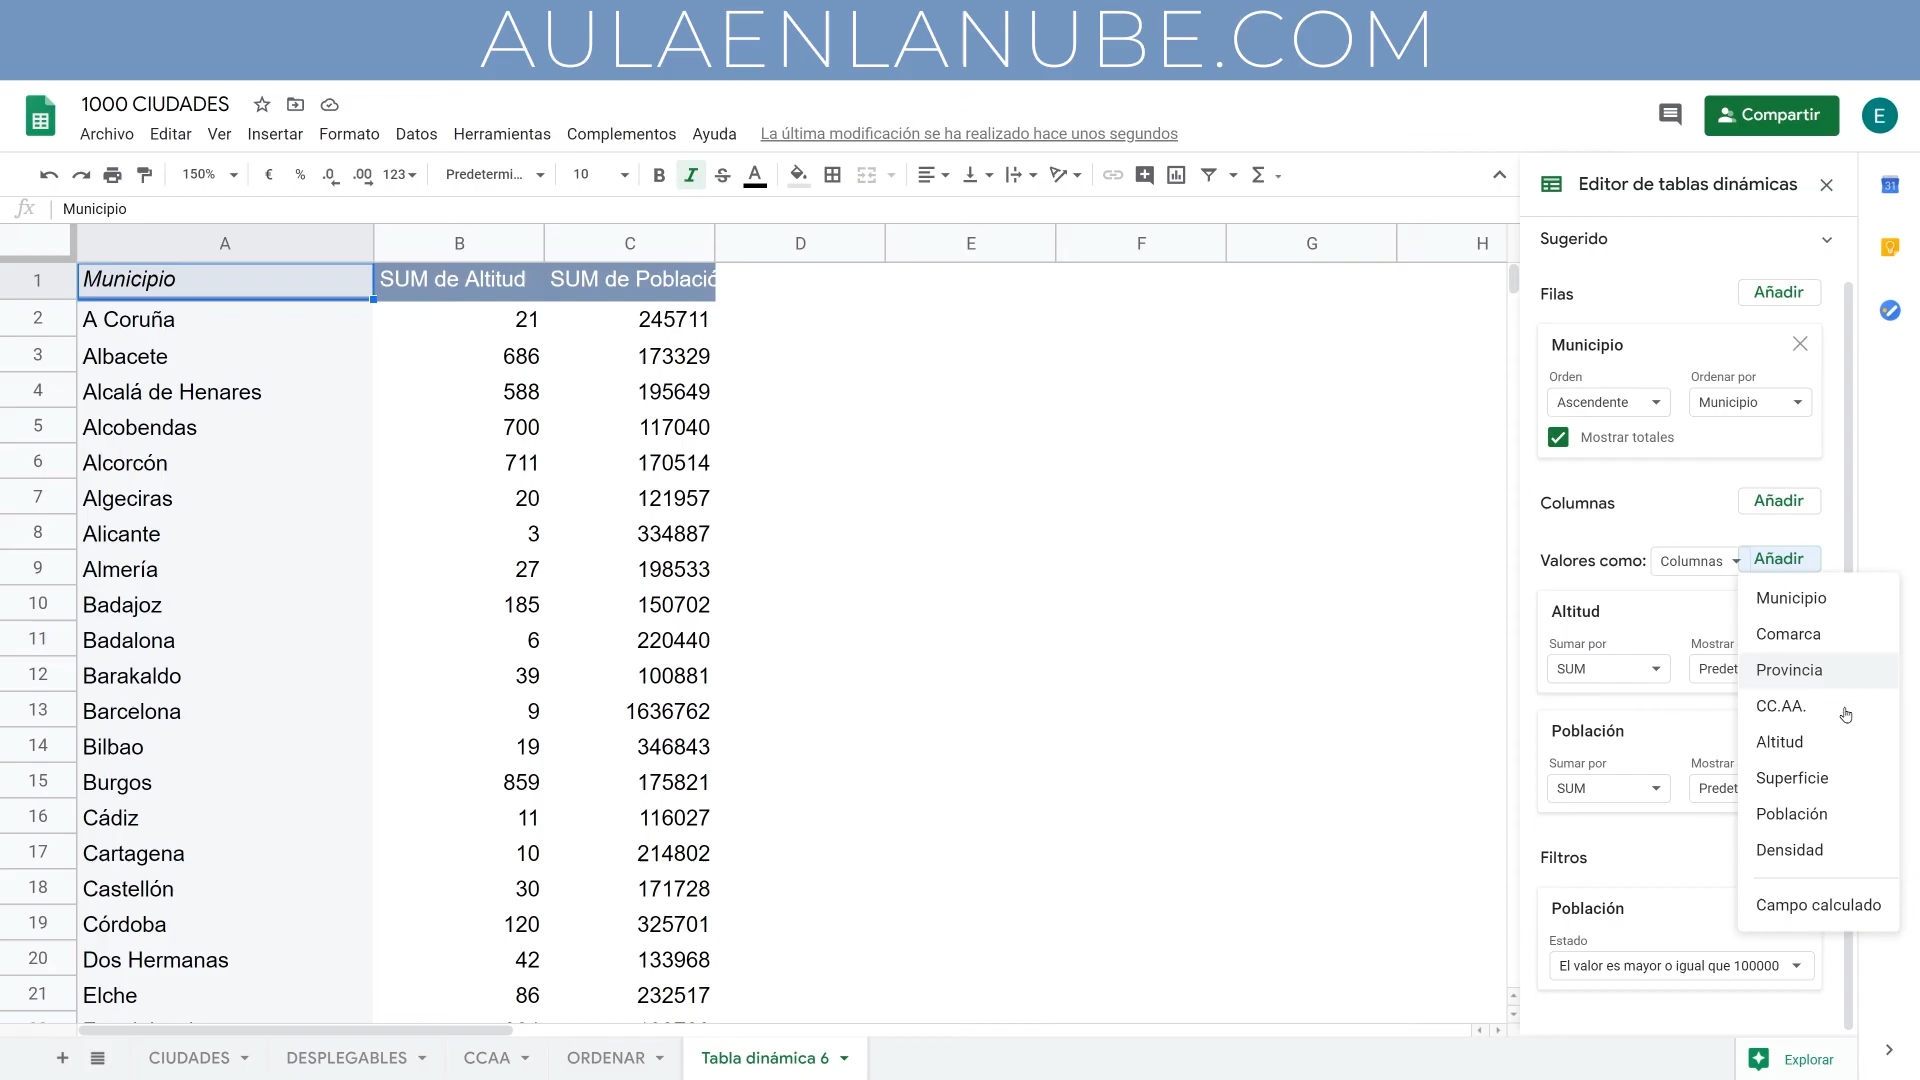 AULAENLANUBE.COM
1000 CIUDADES
Archivo Editar Ver Insertar Formato Datos Herramientas Complementos Ayuda La última modificación se ha realizado hace unos segundos
Compartir
E
150% € % .0 .00 123 Predetermi... 10 B I S A Σ
fx Municipio
A B C D E F G H
1 Municipio SUM de Altitud SUM de Població
2 A Coruña 21 245711
3 Albacete 686 173329
4 Alcalá de Henares 588 195649
5 Alcobendas 700 117040
6 Alcorcón 711 170514
7 Algeciras 20 121957
8 Alicante 3 334887
9 Almería 27 198533
10 Badajoz 185 150702
11 Badalona 6 220440
12 Barakaldo 39 100881
13 Barcelona 9 1636762
14 Bilbao 19 346843
15 Burgos 859 175821
16 Cádiz 11 116027
17 Cartagena 10 214802
18 Castellón 30 171728
19 Córdoba 120 325701
20 Dos Hermanas 42 133968
21 Elche 86 232517
CIUDADES DESPLEGABLES CCAA ORDENAR Tabla dinámica 6
Explorar
Editor de tablas dinámicas
31
Sugerido
Filas Añadir
Municipio
Orden Ordenar por
Ascendente Municipio
Mostrar totales
Columnas Añadir
Valores como: Columnas Añadir
Altitud
Sumar por Mostrar
SUM Predet
Población
Sumar por Mostrar
SUM Predet
Municipio
Comarca
Provincia
CC.AA.
Altitud
Superficie
Población
Densidad
Campo calculado
Filtros
Población
Estado
El valor es mayor o igual que 100000